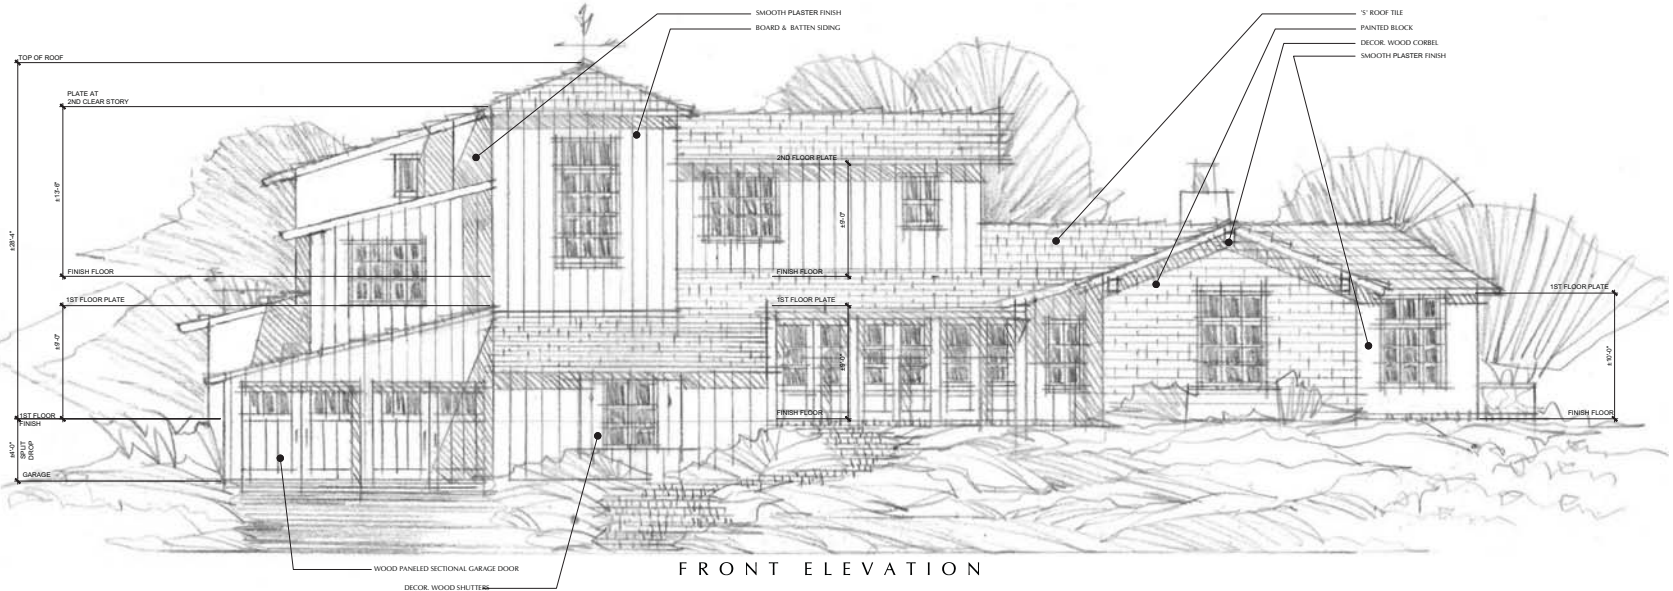 SMOOTH PLASTER FINISH
BOARD & BATTEN SIDING
'S' ROOF TILE
PAINTED BLOCK
DECOR. WOOD CORBEL
SMOOTH PLASTER FINISH
TOP OF ROOF
PLATE AT
2ND CLEAR STORY
2ND FLOOR PLATE
±13'-6"
±9'-0"
±28'-4"
FINISH FLOOR
FINISH FLOOR
1ST FLOOR PLATE
1ST FLOOR PLATE
1ST FLOOR PLATE
±9'-0"
±9'-0"
±10'-0"
1ST FLOOR
FINISH
FINISH FLOOR
FINISH FLOOR
±4'-0"
SPLIT
DROP
GARAGE
WOOD PANELED SECTIONAL GARAGE DOOR
DECOR. WOOD SHUTTERS
FRONT ELEVATION